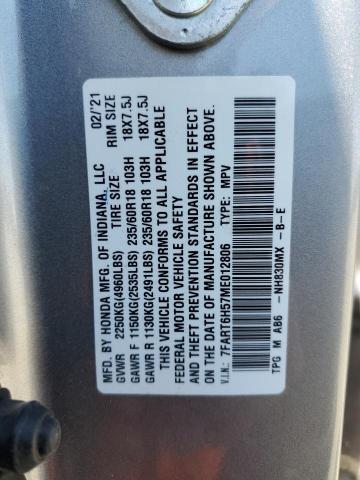 MFD. BY HONDA MFG. OF INDIANA, LLC 02/'21
GVWR 2250KG(4960LBS) TIRE SIZE RIM SIZE
GAWR F 1150KG(2535LBS) 235/60R18 103H 18X7.5J
GAWR R 1130KG(2491LBS) 235/60R18 103H 18X7.5J
THIS VEHICLE CONFORMS TO ALL APPLICABLE
FEDERAL MOTOR VEHICLE SAFETY
AND THEFT PREVENTION STANDARDS IN EFFECT
ON THE DATE OF MANUFACTURE SHOWN ABOVE.
V.I.N.: 7FART6H57ME012806 TYPE: MPV
TPG M AB6 -NH830MX -B-E